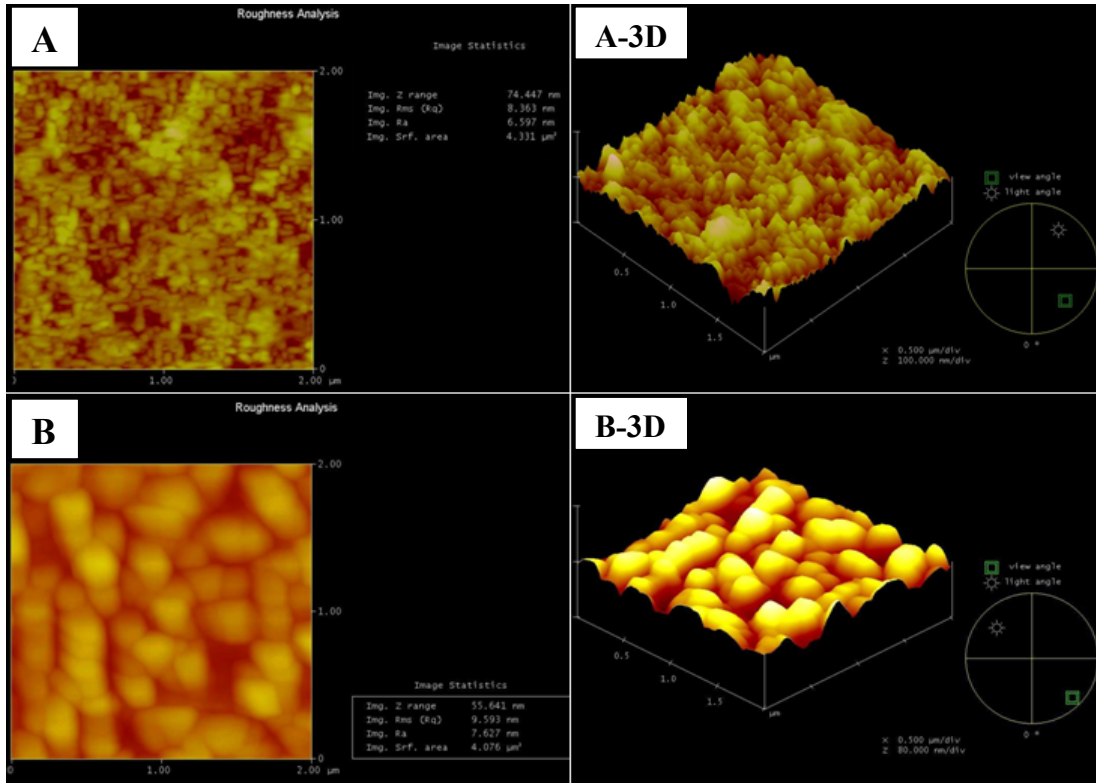 A
Roughness Analysis
Image Statistics
Img. Z range 74.447 nm
Img. Rms (Rq) 8.363 nm
Img. Ra 6.597 nm
Img. Srf. area 4.331 µm²
2.00
1.00
0
0 1.00 2.00 µm
A-3D
view angle
light angle
0.5
1.0
1.5
µm
X 0.500 µm/div
Z 100.000 nm/div
0 °
B
Roughness Analysis
2.00
1.00
0
0 1.00 2.00 µm
Image Statistics
Img. Z range 55.641 nm
Img. Rms (Rq) 9.593 nm
Img. Ra 7.627 nm
Img. Srf. area 4.076 µm²
B-3D
view angle
light angle
0.5
1.0
1.5
µm
X 0.500 µm/div
Z 80.000 nm/div
0 °